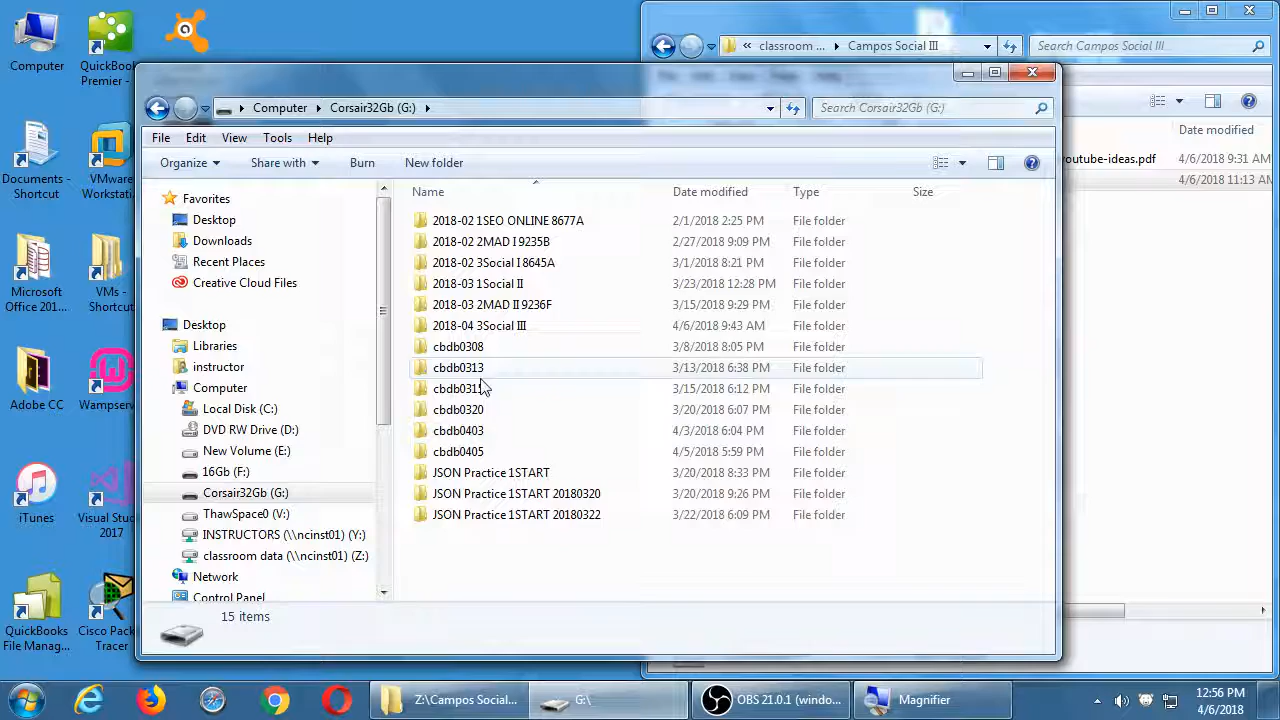 Computer
QuickBook
Premier -
Documents -
Shortcut
VMware
Workstati
Microsoft
Office 201...
VMs -
Shortcut
Adobe CC
Wampserv
iTunes
Visual Stu
2017
QuickBooks
File Manag...
Cisco Pack
Tracer
« classroom ... Campos Social III
Search Campos Social III
Date modified
youtube-ideas.pdf 4/6/2018 9:31 AM
4/6/2018 11:13 AM
Computer Corsair32Gb (G:)
Search Corsair32Gb (G:)
File Edit View Tools Help
Organize Share with Burn New folder
Favorites
Desktop
Downloads
Recent Places
Creative Cloud Files
Desktop
Libraries
instructor
Computer
Local Disk (C:)
DVD RW Drive (D:)
New Volume (E:)
16Gb (F:)
Corsair32Gb (G:)
ThawSpace0 (V:)
INSTRUCTORS (\\ncinst01) (Y:)
classroom data (\\ncinst01) (Z:)
Network
Control Panel
Name Date modified Type Size
2018-02 1SEO ONLINE 8677A 2/1/2018 2:25 PM File folder
2018-02 2MAD I 9235B 2/27/2018 9:09 PM File folder
2018-02 3Social I 8645A 3/1/2018 8:21 PM File folder
2018-03 1Social II 3/23/2018 12:28 PM File folder
2018-03 2MAD II 9236F 3/15/2018 9:29 PM File folder
2018-04 3Social III 4/6/2018 9:43 AM File folder
cbdb0308 3/8/2018 8:05 PM File folder
cbdb0313 3/13/2018 6:38 PM File folder
3/15/2018 6:12 PM File folder
cbdb0320 3/20/2018 6:07 PM File folder
cbdb0403 4/3/2018 6:04 PM File folder
cbdb0405 4/5/2018 5:59 PM File folder
JSON Practice 1START 3/20/2018 8:33 PM File folder
JSON Practice 1START 20180320 3/20/2018 9:26 PM File folder
JSON Practice 1START 20180322 3/22/2018 6:09 PM File folder
15 items
Z:\Campos Social... G:\ OBS 21.0.1 (windo... Magnifier
12:56 PM
4/6/2018